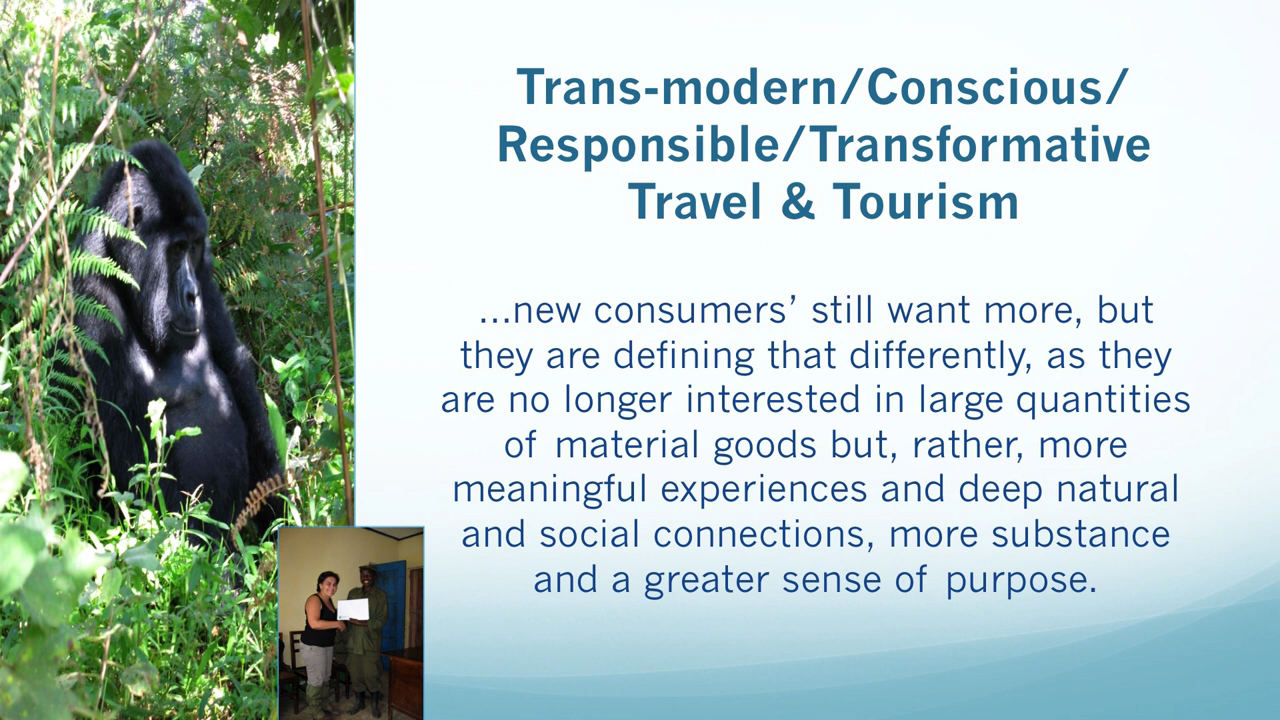 Trans-modern/Conscious/
Responsible/Transformative
Travel & Tourism
...new consumers’ still want more, but
they are defining that differently, as they
are no longer interested in large quantities
of material goods but, rather, more
meaningful experiences and deep natural
and social connections, more substance
and a greater sense of purpose.